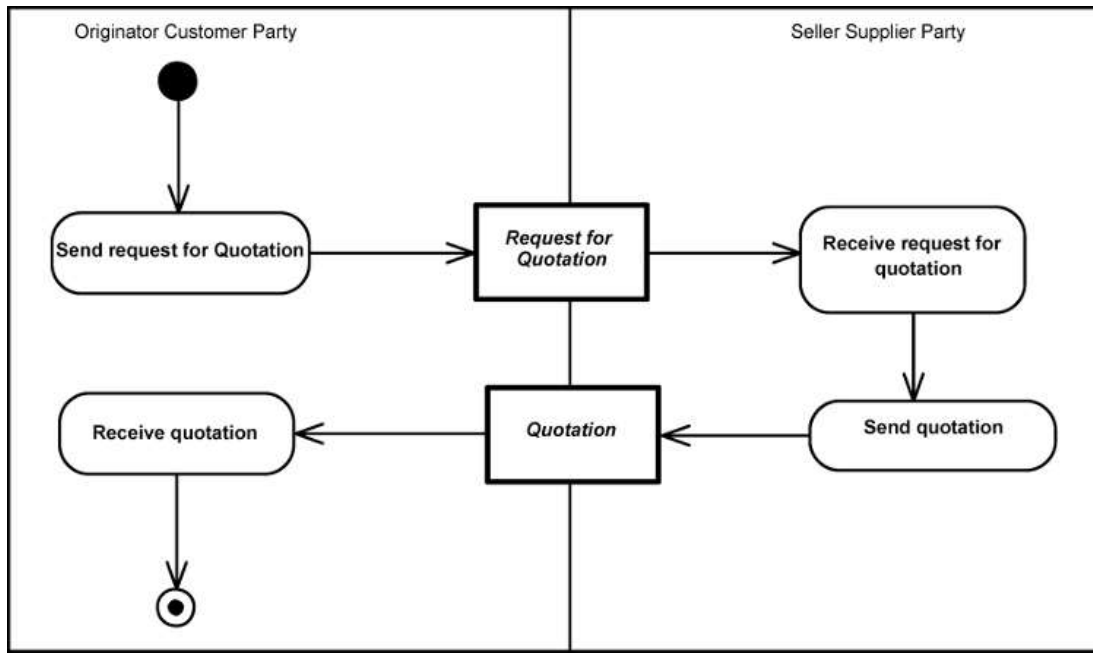 Originator Customer Party
Seller Supplier Party
Send request for Quotation
Request for
Quotation
Receive request for
quotation
Receive quotation
Quotation
Send quotation